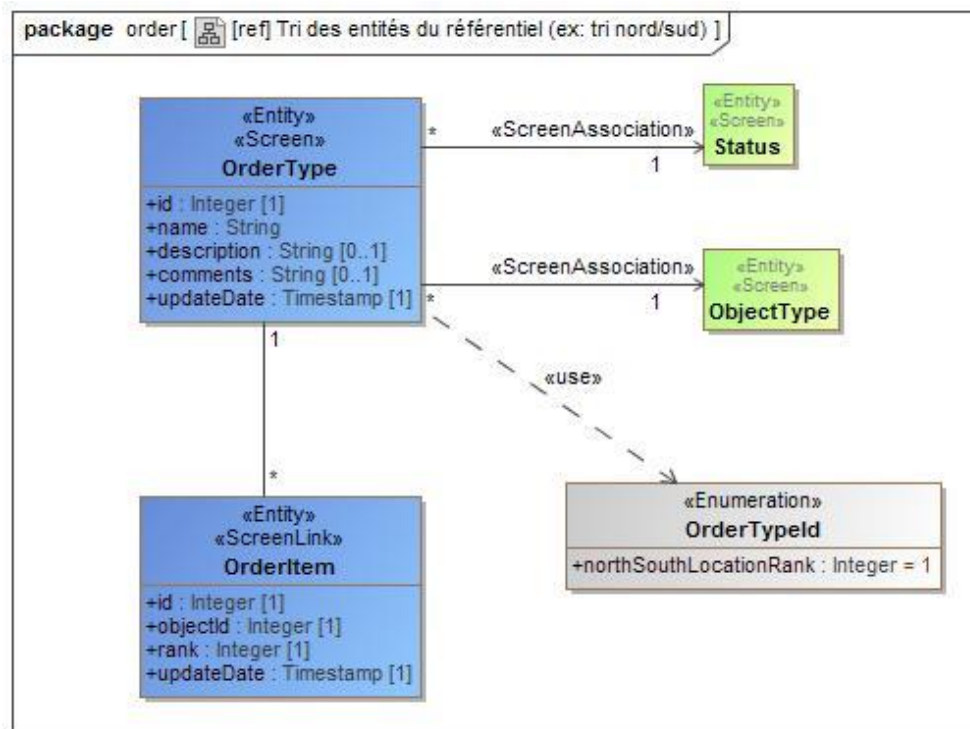 package order [ [ref] Tri des entités du référentiel (ex: tri nord/sud) ]
«Entity»
«Screen»
OrderType
+id : Integer [1]
+name : String
+description : String [0..1]
+comments : String [0..1]
+updateDate : Timestamp [1]
* «ScreenAssociation»
1
«Entity»
«Screen»
Status
«ScreenAssociation»
* 1
«Entity»
«Screen»
ObjectType
1
«use»
*
«Entity»
«ScreenLink»
OrderItem
+id : Integer [1]
+objectId : Integer [1]
+rank : Integer [1]
+updateDate : Timestamp [1]
«Enumeration»
OrderTypeId
+northSouthLocationRank : Integer = 1